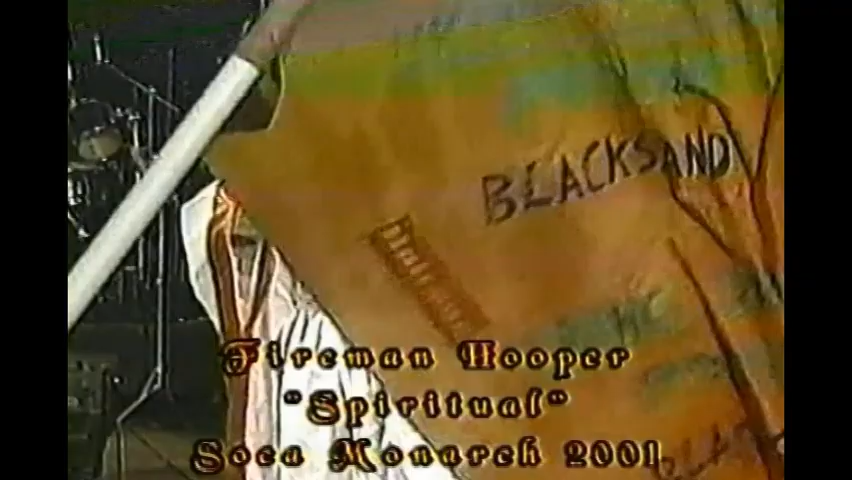 BLACKSAND
Fireman Hooper
"Spiritual"
Soca Monarch 2001